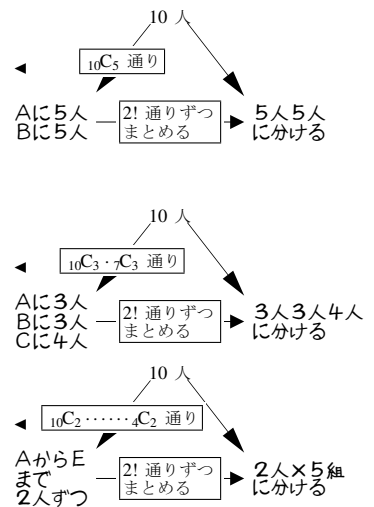 10 人
₁₀C₅ 通り
Aに5人
Bに5人
2! 通りずつ
まとめる
5人5人
に分ける
10 人
₁₀C₃ · ₇C₃ 通り
Aに3人
Bに3人
Cに4人
2! 通りずつ
まとめる
3人3人4人
に分ける
10 人
₁₀C₂ ⋯⋯ ₄C₂ 通り
AからE
まで
2人ずつ
2! 通りずつ
まとめる
2人×5組
に分ける